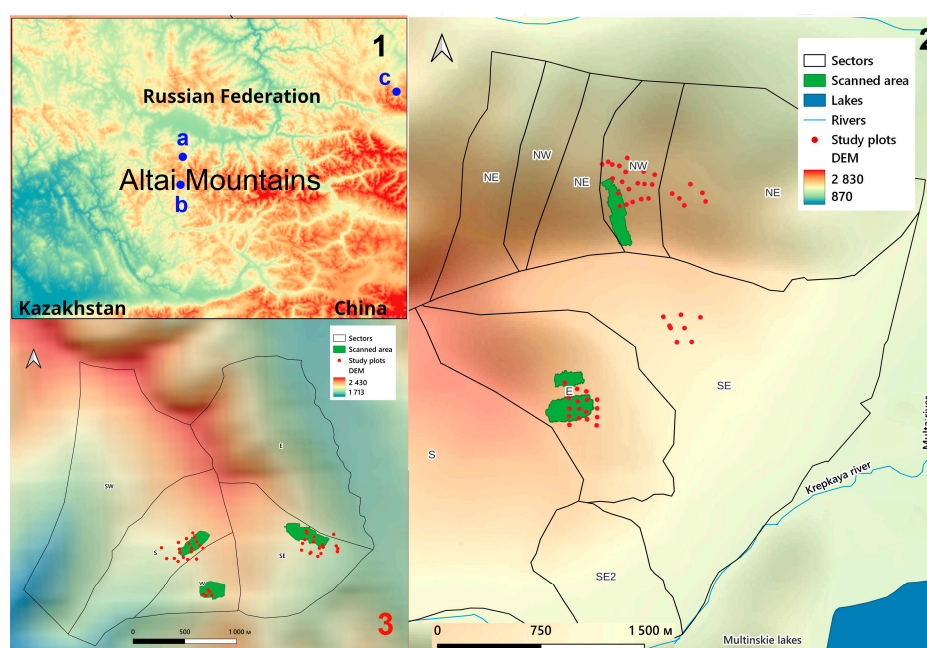 1
c
Russian Federation
a
Altai Mountains
b
Kazakhstan
China
2
Sectors
Scanned area
Lakes
Rivers
Study plots
DEM
2 830
870
NE
NW
NE
NW
NE
E
SE
S
SE2
Krepkaya river
Multinskie lakes
0
750
1 500 м
Sectors
Scanned area
Study plots
DEM
2 430
1 713
SW
E
S
SE
0
500
1 000 м
3